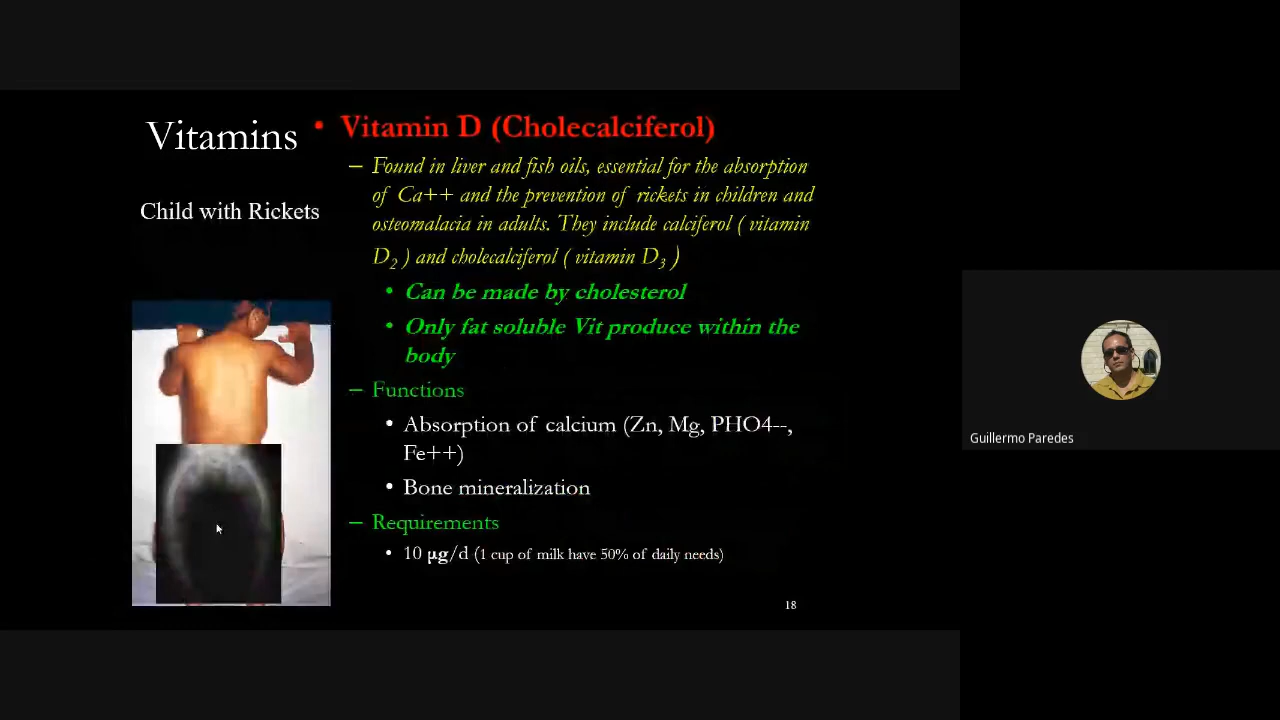 Vitamins
Child with Rickets
• Vitamin D (Cholecalciferol)
– Found in liver and fish oils, essential for the absorption
of Ca++ and the prevention of rickets in children and
osteomalacia in adults. They include calciferol ( vitamin
D2 ) and cholecalciferol ( vitamin D3 )
• Can be made by cholesterol
• Only fat soluble Vit produce within the
body
– Functions
• Absorption of calcium (Zn, Mg, PHO4--,
Fe++)
• Bone mineralization
– Requirements
• 10 µg/d (1 cup of milk have 50% of daily needs)
18
Guillermo Paredes